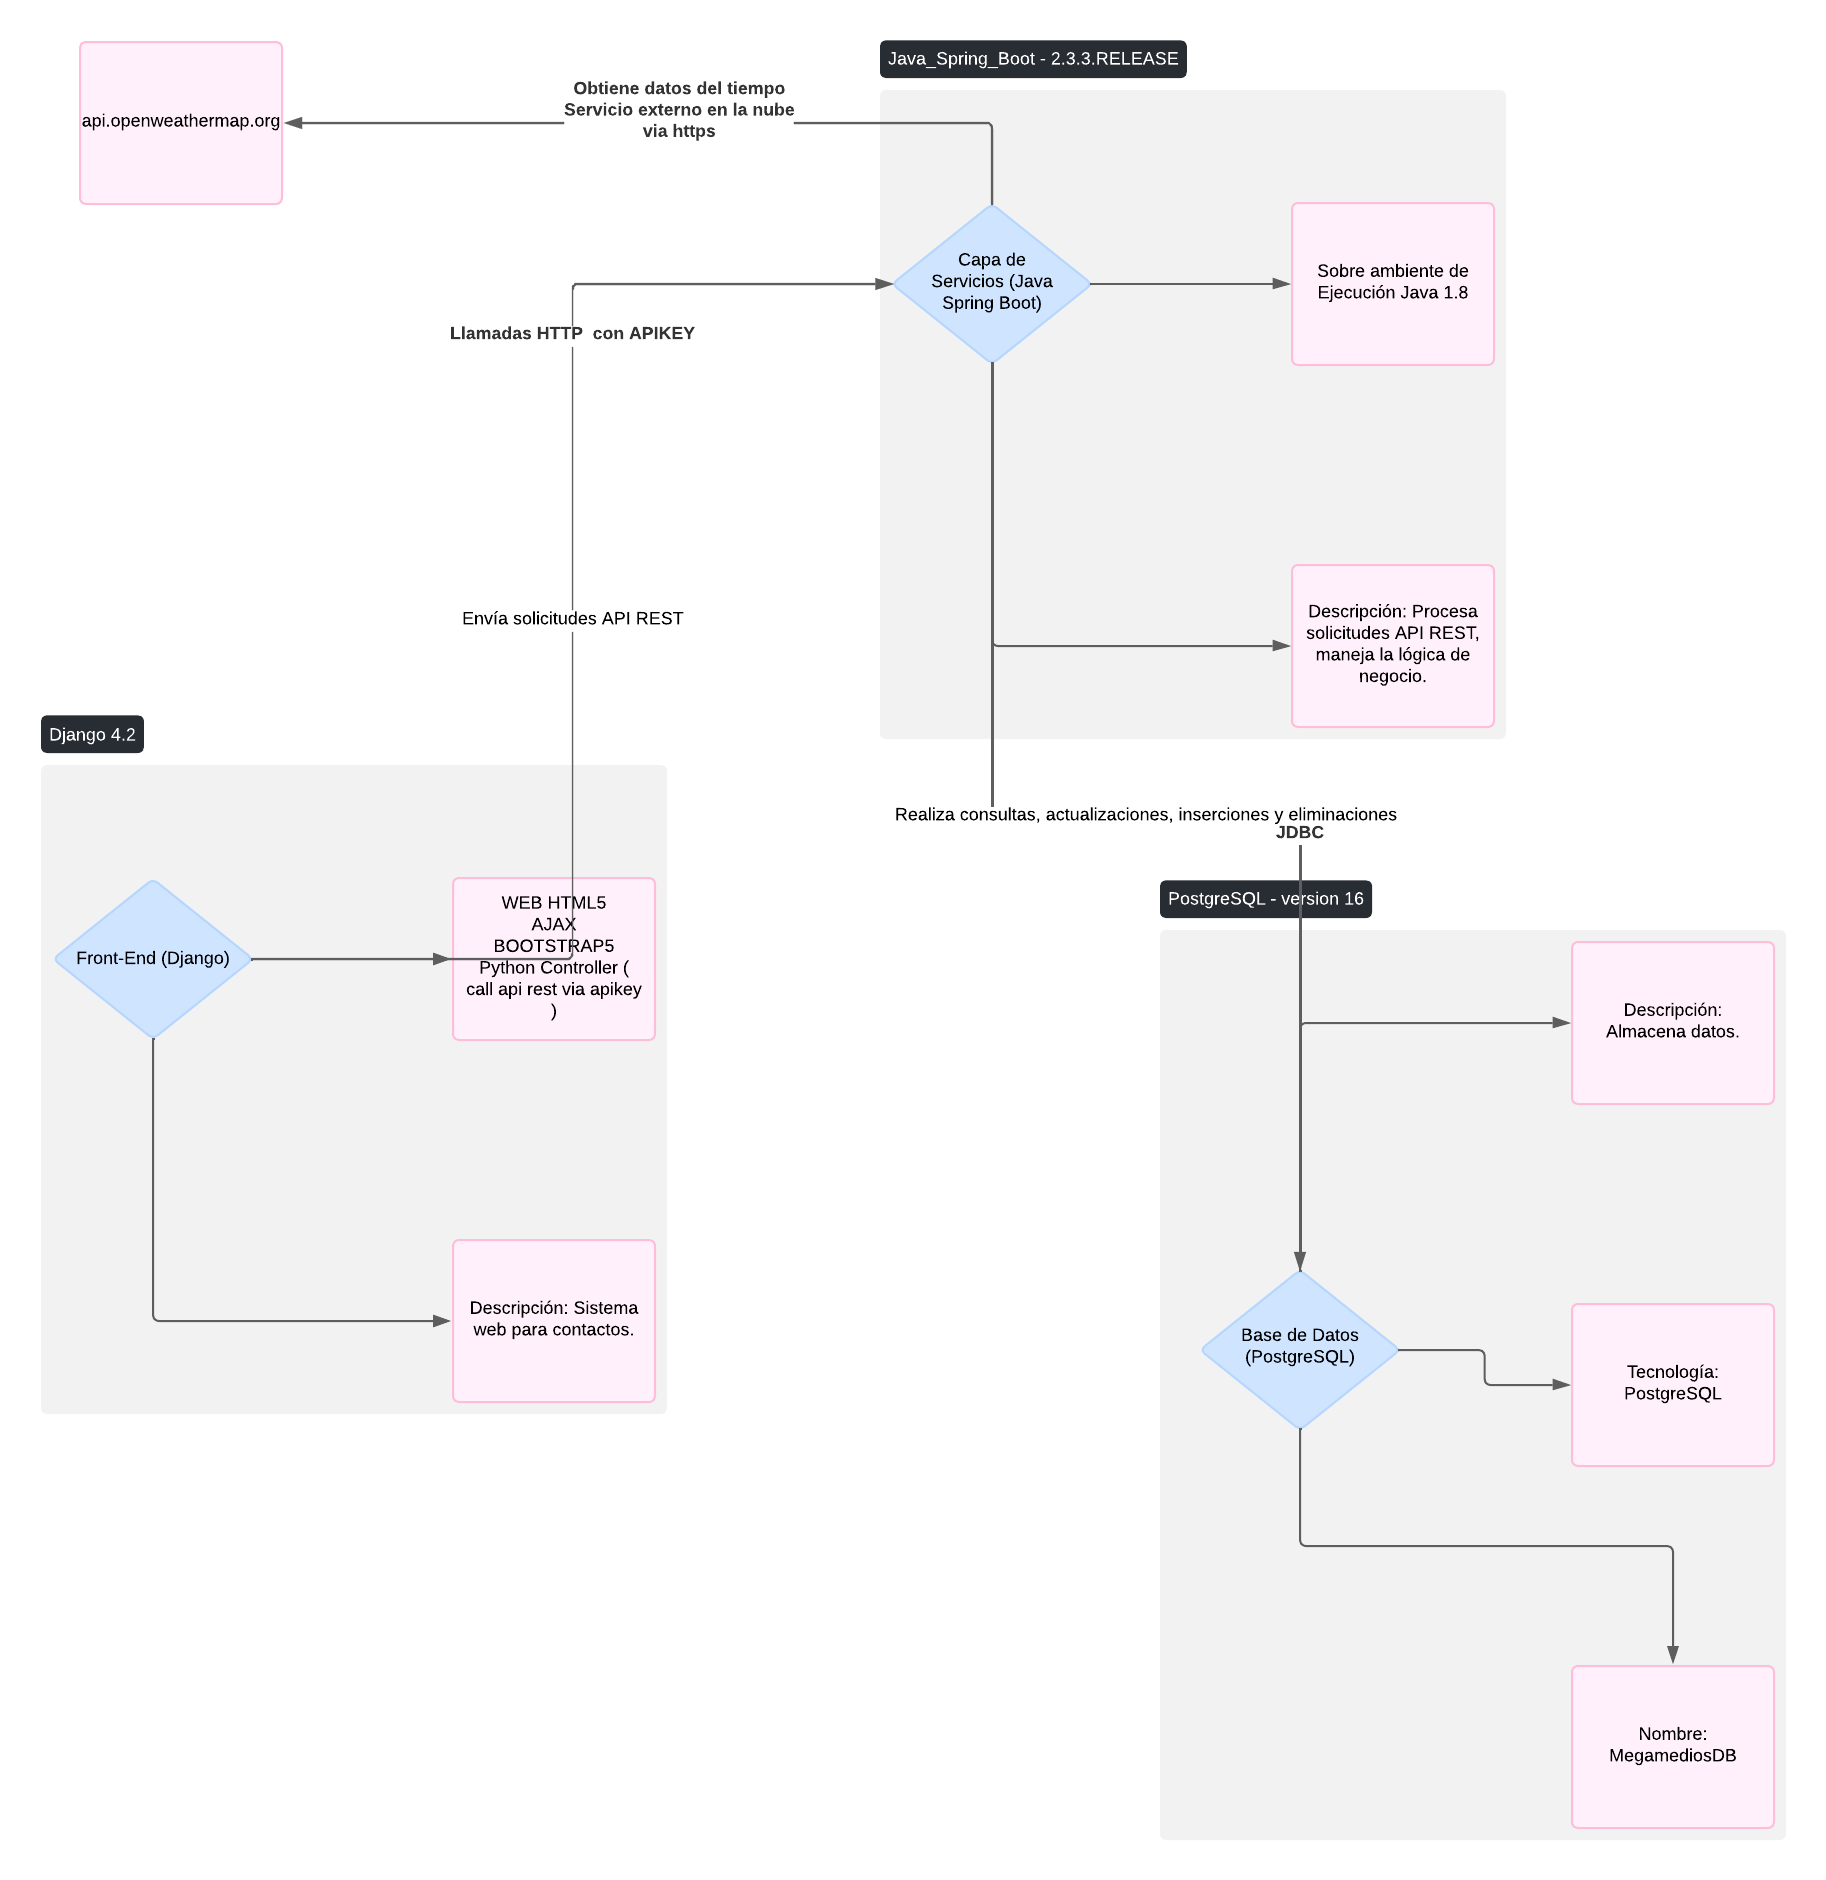 api.openweathermap.org
Obtiene datos del tiempo
Servicio externo en la nube
via https
Java_Spring_Boot - 2.3.3.RELEASE
Capa de
Servicios (Java
Spring Boot)
Sobre ambiente de
Ejecución Java 1.8
Llamadas HTTP  con APIKEY
Envía solicitudes API REST
Descripción: Procesa
solicitudes API REST,
maneja la lógica de
negocio.
Django 4.2
Realiza consultas, actualizaciones, inserciones y eliminaciones
JDBC
Front-End (Django)
WEB HTML5
AJAX
BOOTSTRAP5
Python Controller (
call api rest via apikey
)
Descripción: Sistema
web para contactos.
PostgreSQL - version 16
Descripción:
Almacena datos.
Base de Datos
(PostgreSQL)
Tecnología:
PostgreSQL
Nombre:
MegamediosDB